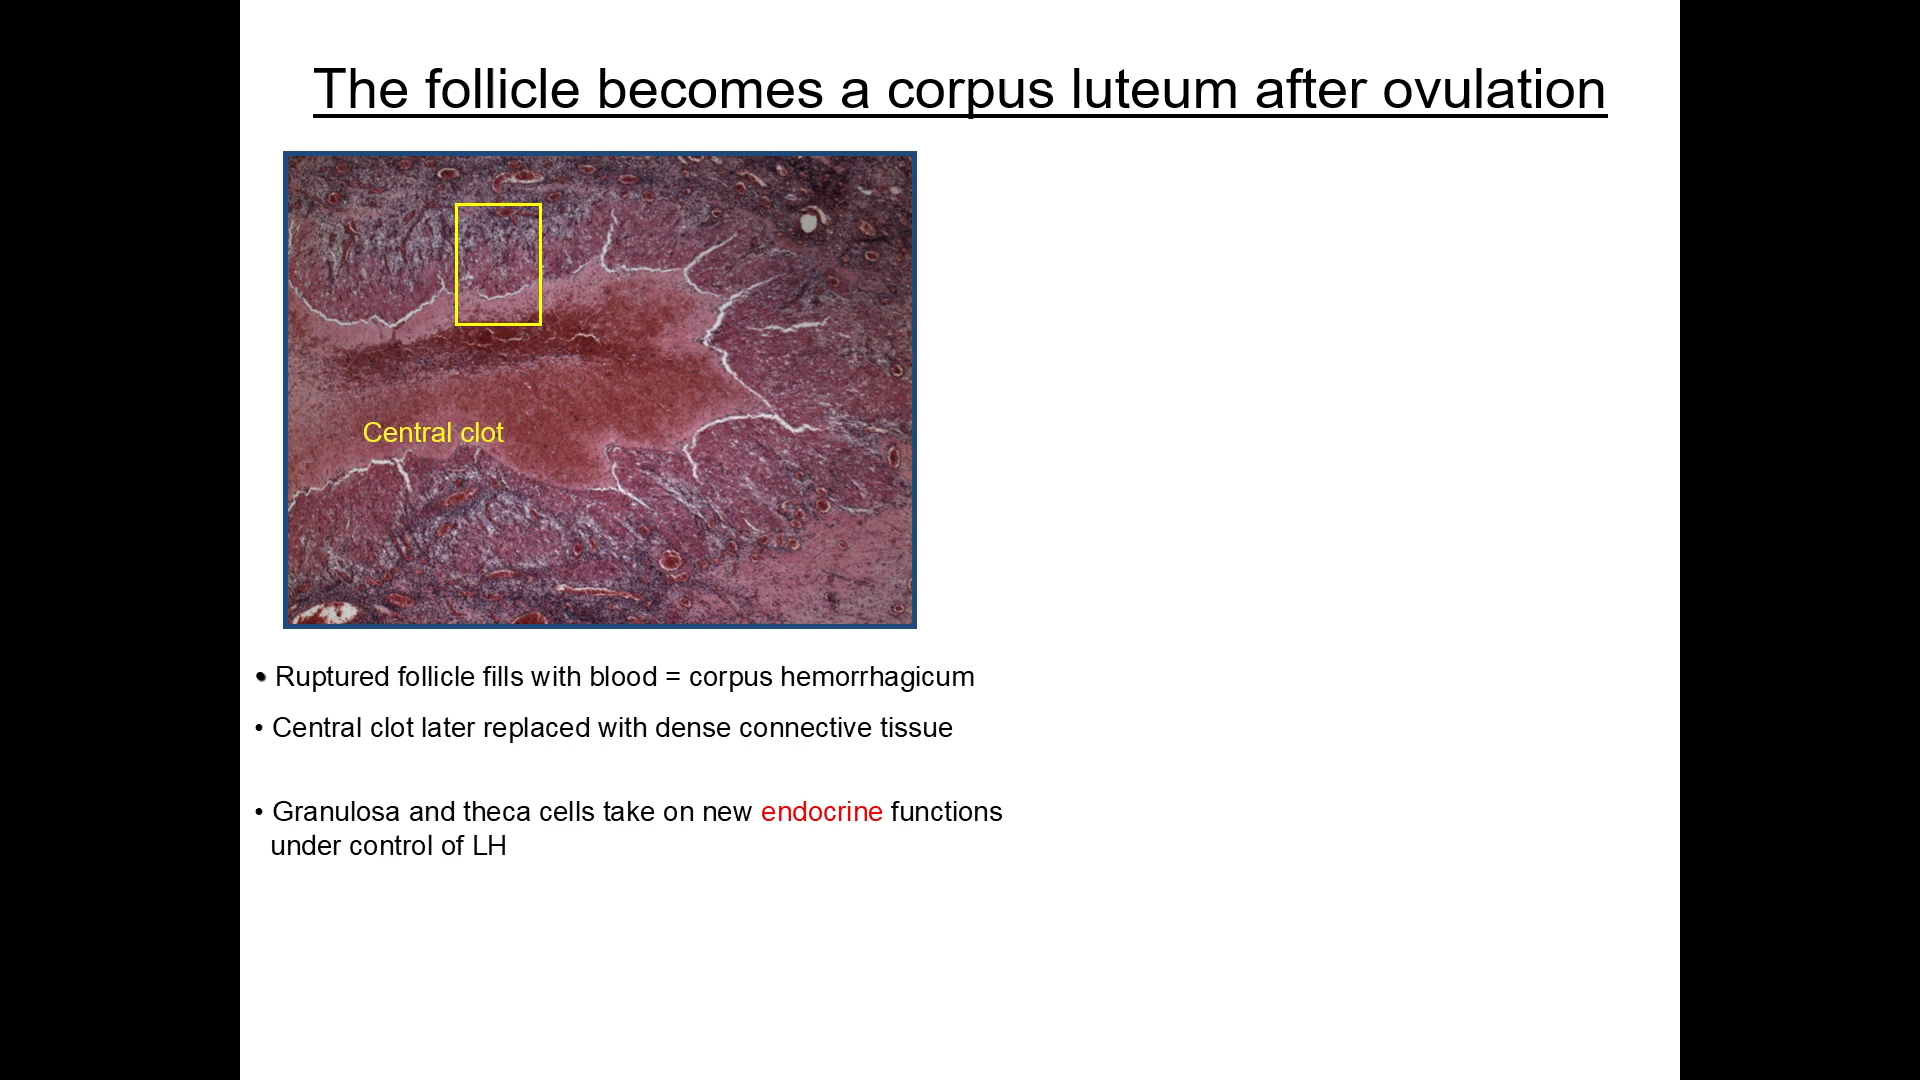 The follicle becomes a corpus luteum after ovulation
Central clot
• Ruptured follicle fills with blood = corpus hemorrhagicum
• Central clot later replaced with dense connective tissue
• Granulosa and theca cells take on new endocrine functions
under control of LH